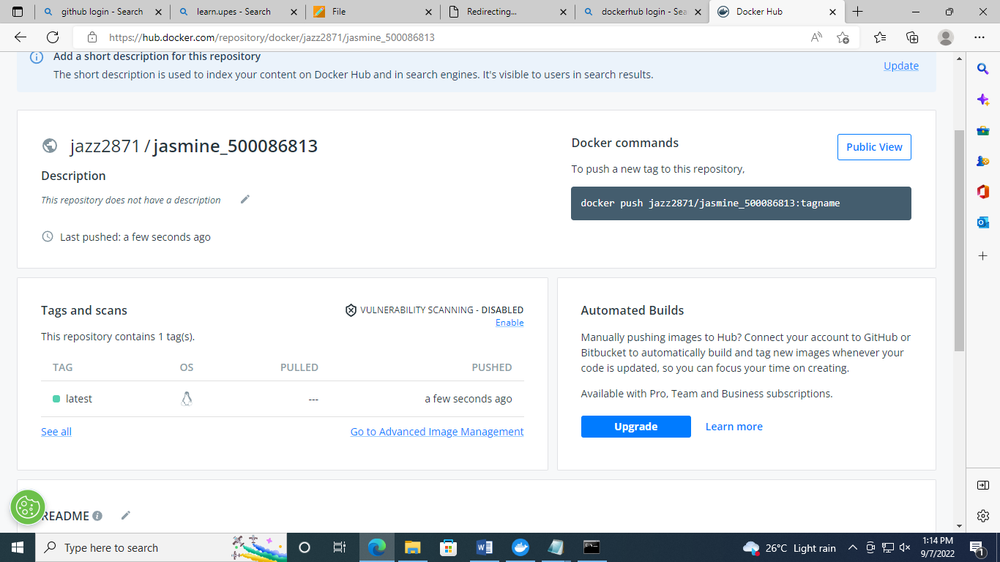 github login - Search
learn.upes - Search
File
Redirecting...
dockerhub login - Sea
Docker Hub
https://hub.docker.com/repository/docker/jazz2871/jasmine_500086813
Add a short description for this repository
The short description is used to index your content on Docker Hub and in search engines. It's visible to users in search results.
Update
jazz2871 / jasmine_500086813
Description
This repository does not have a description
Last pushed: a few seconds ago
Docker commands
Public View
To push a new tag to this repository,
docker push jazz2871/jasmine_500086813:tagname
Tags and scans
VULNERABILITY SCANNING - DISABLED
Enable
This repository contains 1 tag(s).
TAG OS PULLED PUSHED
latest --- a few seconds ago
See all
Go to Advanced Image Management
Automated Builds
Manually pushing images to Hub? Connect your account to GitHub or
Bitbucket to automatically build and tag new images whenever your
code is updated, so you can focus your time on creating.
Available with Pro, Team and Business subscriptions.
Upgrade
Learn more
README
Type here to search
26°C Light rain
1:14 PM
9/7/2022
1